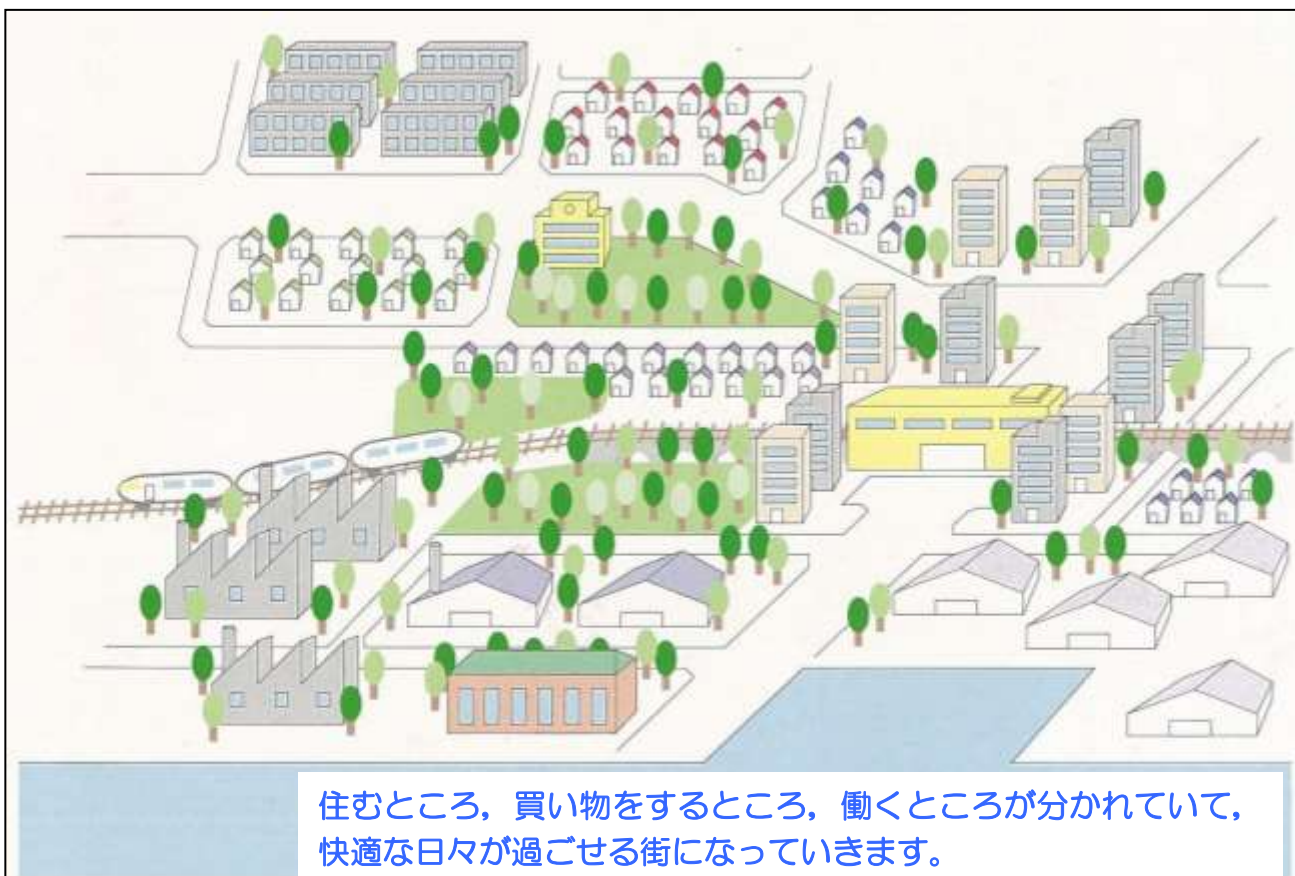 住むところ，買い物をするところ，働くところが分かれていて，
快適な日々が過ごせる街になっていきます。